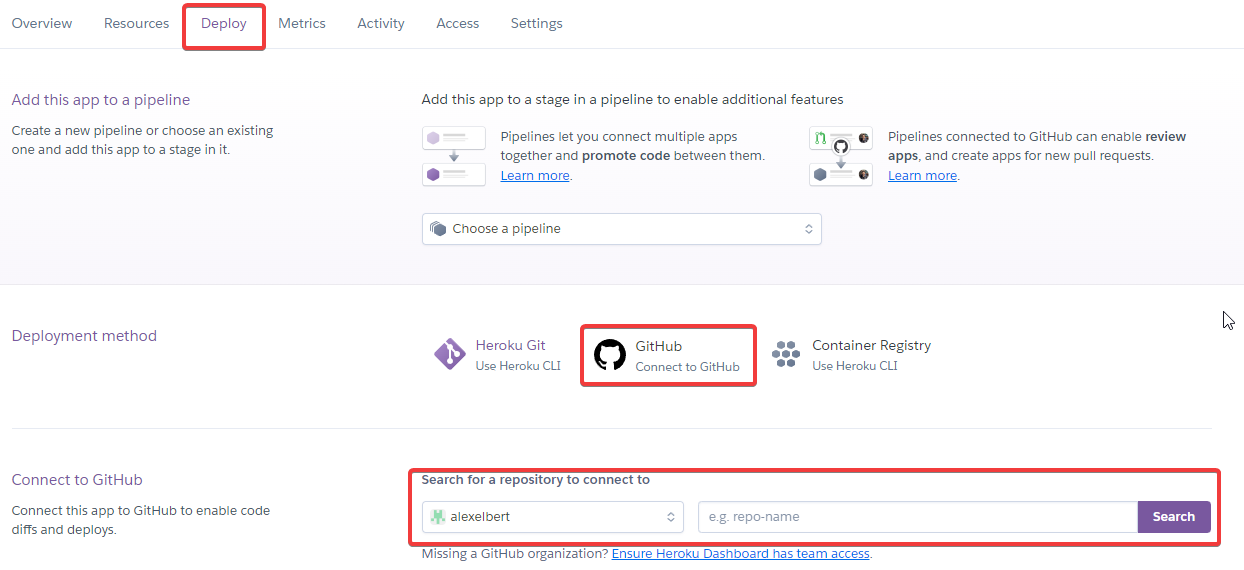 Overview Resources Deploy Metrics Activity Access Settings
Add this app to a pipeline
Create a new pipeline or choose an existing
one and add this app to a stage in it.
Add this app to a stage in a pipeline to enable additional features
Pipelines let you connect multiple apps
together and promote code between them.
Learn more.
Pipelines connected to GitHub can enable review
apps, and create apps for new pull requests.
Learn more.
Choose a pipeline
Deployment method
Heroku Git
Use Heroku CLI
GitHub
Connect to GitHub
Container Registry
Use Heroku CLI
Connect to GitHub
Connect this app to GitHub to enable code
diffs and deploys.
Search for a repository to connect to
alexelbert
e.g. repo-name
Search
Missing a GitHub organization? Ensure Heroku Dashboard has team access.